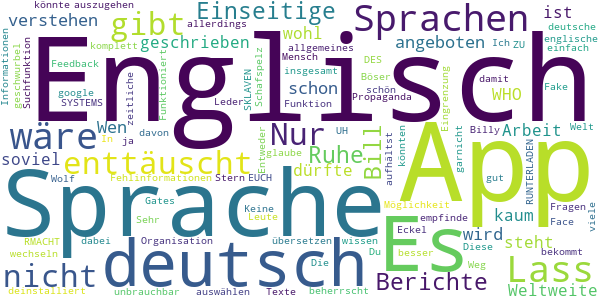 könnte auszugehen
Sprachen
verstehen
gibt
allerdings
Einseitige
ist
deutsche
Informationen
geschwurbel
Suchfunktion
Feedback
komplett
geschrieben
wohl
allgemeines
Mensch
angeboten
Ich
ZU
englische
einfach
Englisch
google
SYSTEMS
zeitliche
Funktioniert
Leder
insgesamt
SKLAVEN
Schafspelz
DES
Böser
schon
Funktion
schön
Propaganda
Eingrenzung
damit
WHO
Fake
wäre
Wen
In
ja
davon
Nur
UH
Bill
aufhältst
könnten
Billy
App
garnicht
Arbeit
Welt
soviel
enttäuscht
Entweder
glaube
Ruhe
gut
RUNTERLADEN
Wolf
Fehlinformationen
Stern
EUCH
dürfte
kaum
Möglichkeit
Fragen
viele
Sprache
Gates
Keine
Sehr
Leute
Es
empfinde
Face
Eckel
RMACHT
wechseln
dabei
Organisation
deutsch
übersetzen
wissen
Die
Du
wird
Diese
besser
Weg
steht
bekommt
nicht
deinstalliert
unbrauchbar
auswählen
Texte
beherrscht
Berichte
Lass
Weltweite